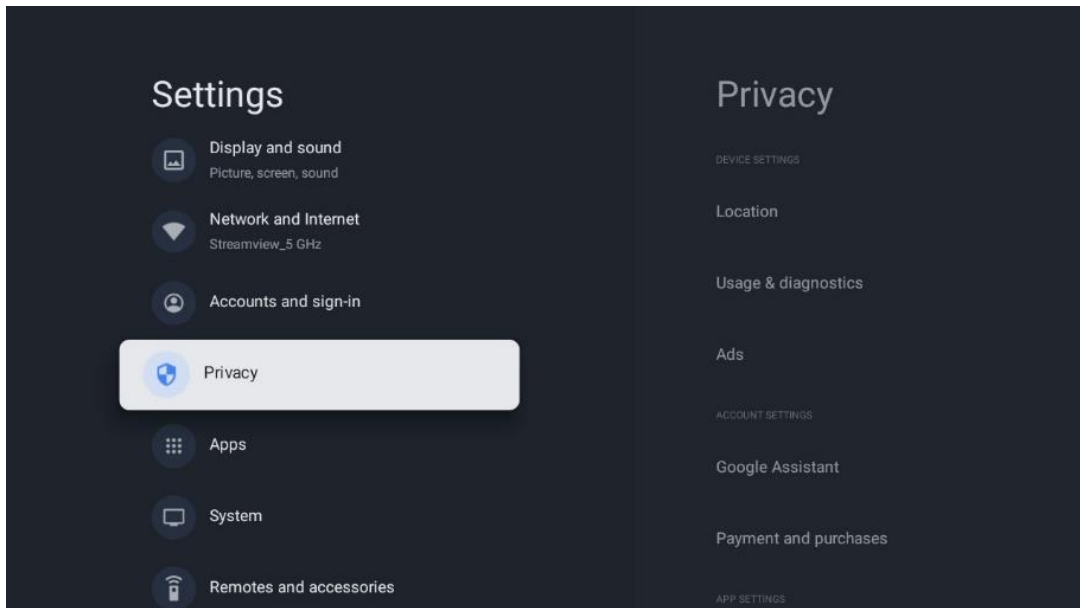 Settings
Display and sound
Picture, screen, sound
Network and Internet
Streamview_5 GHz
Accounts and sign-in
Privacy
Apps
System
Remotes and accessories
Privacy
DEVICE SETTINGS
Location
Usage & diagnostics
Ads
ACCOUNT SETTINGS
Google Assistant
Payment and purchases
APP SETTINGS